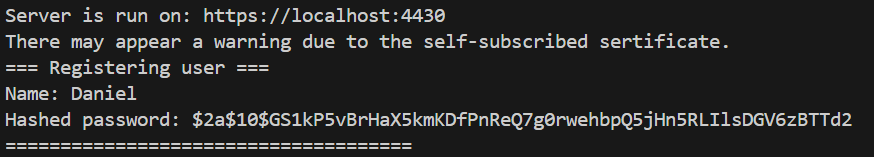 Server is run on: https://localhost:4430
There may appear a warning due to the self-subscribed sertificate.
=== Registering user ===
Name: Daniel
Hashed password: $2a$10$GS1kP5vBrHaX5kmKDfPnReQ7g0rwehbpQ5jHn5RLIlsDGV6zBTTd2
=====================================